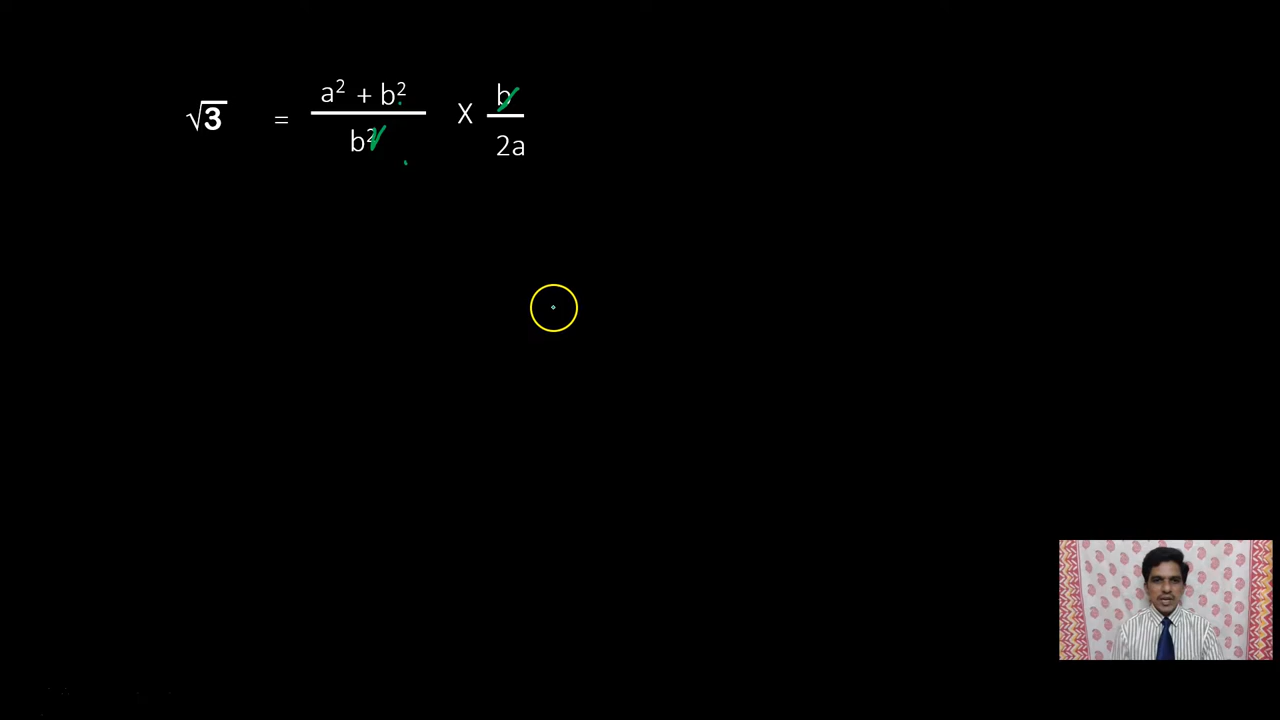 √3 = a² + b² / b² X b / 2a